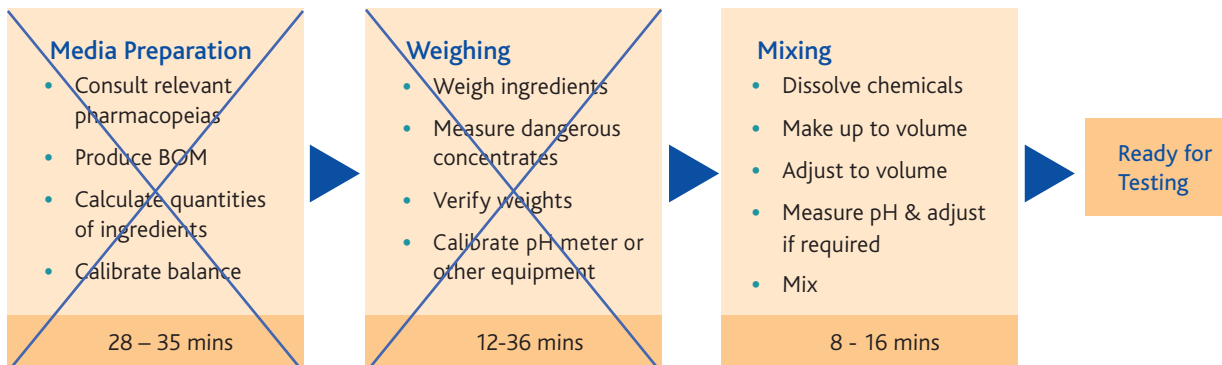 Media Preparation
• Consult relevant
pharmacopeias
• Produce BOM
• Calculate quantities
of ingredients
• Calibrate balance
28 – 35 mins
Weighing
• Weigh ingredients
• Measure dangerous
concentrates
• Verify weights
• Calibrate pH meter or
other equipment
12-36 mins
Mixing
• Dissolve chemicals
• Make up to volume
• Adjust to volume
• Measure pH & adjust
if required
• Mix
8 - 16 mins
Ready for
Testing